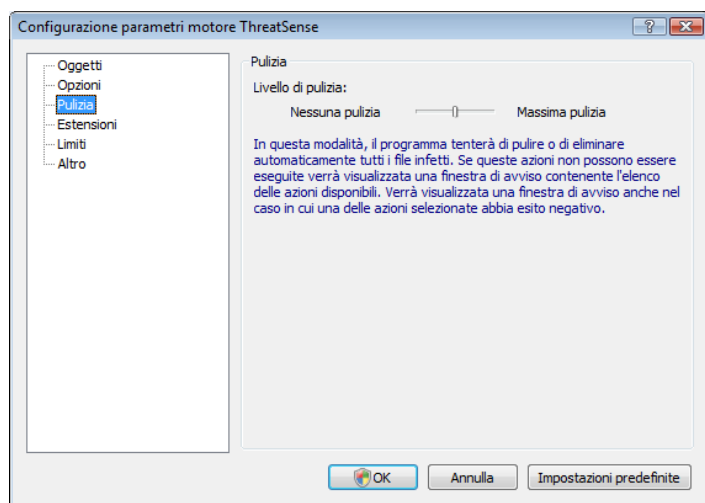 Configurazione parametri motore ThreatSense
Oggetti
Opzioni
Pulizia
Estensioni
Limiti
Altro
Pulizia
Livello di pulizia:
Nessuna pulizia
Massima pulizia
In questa modalità, il programma tenterà di pulire o di eliminare
automaticamente tutti i file infetti. Se queste azioni non possono essere
eseguite verrà visualizzata una finestra di avviso contenente l'elenco
delle azioni disponibili. Verrà visualizzata una finestra di avviso anche nel
caso in cui una delle azioni selezionate abbia esito negativo.
OK
Annulla
Impostazioni predefinite